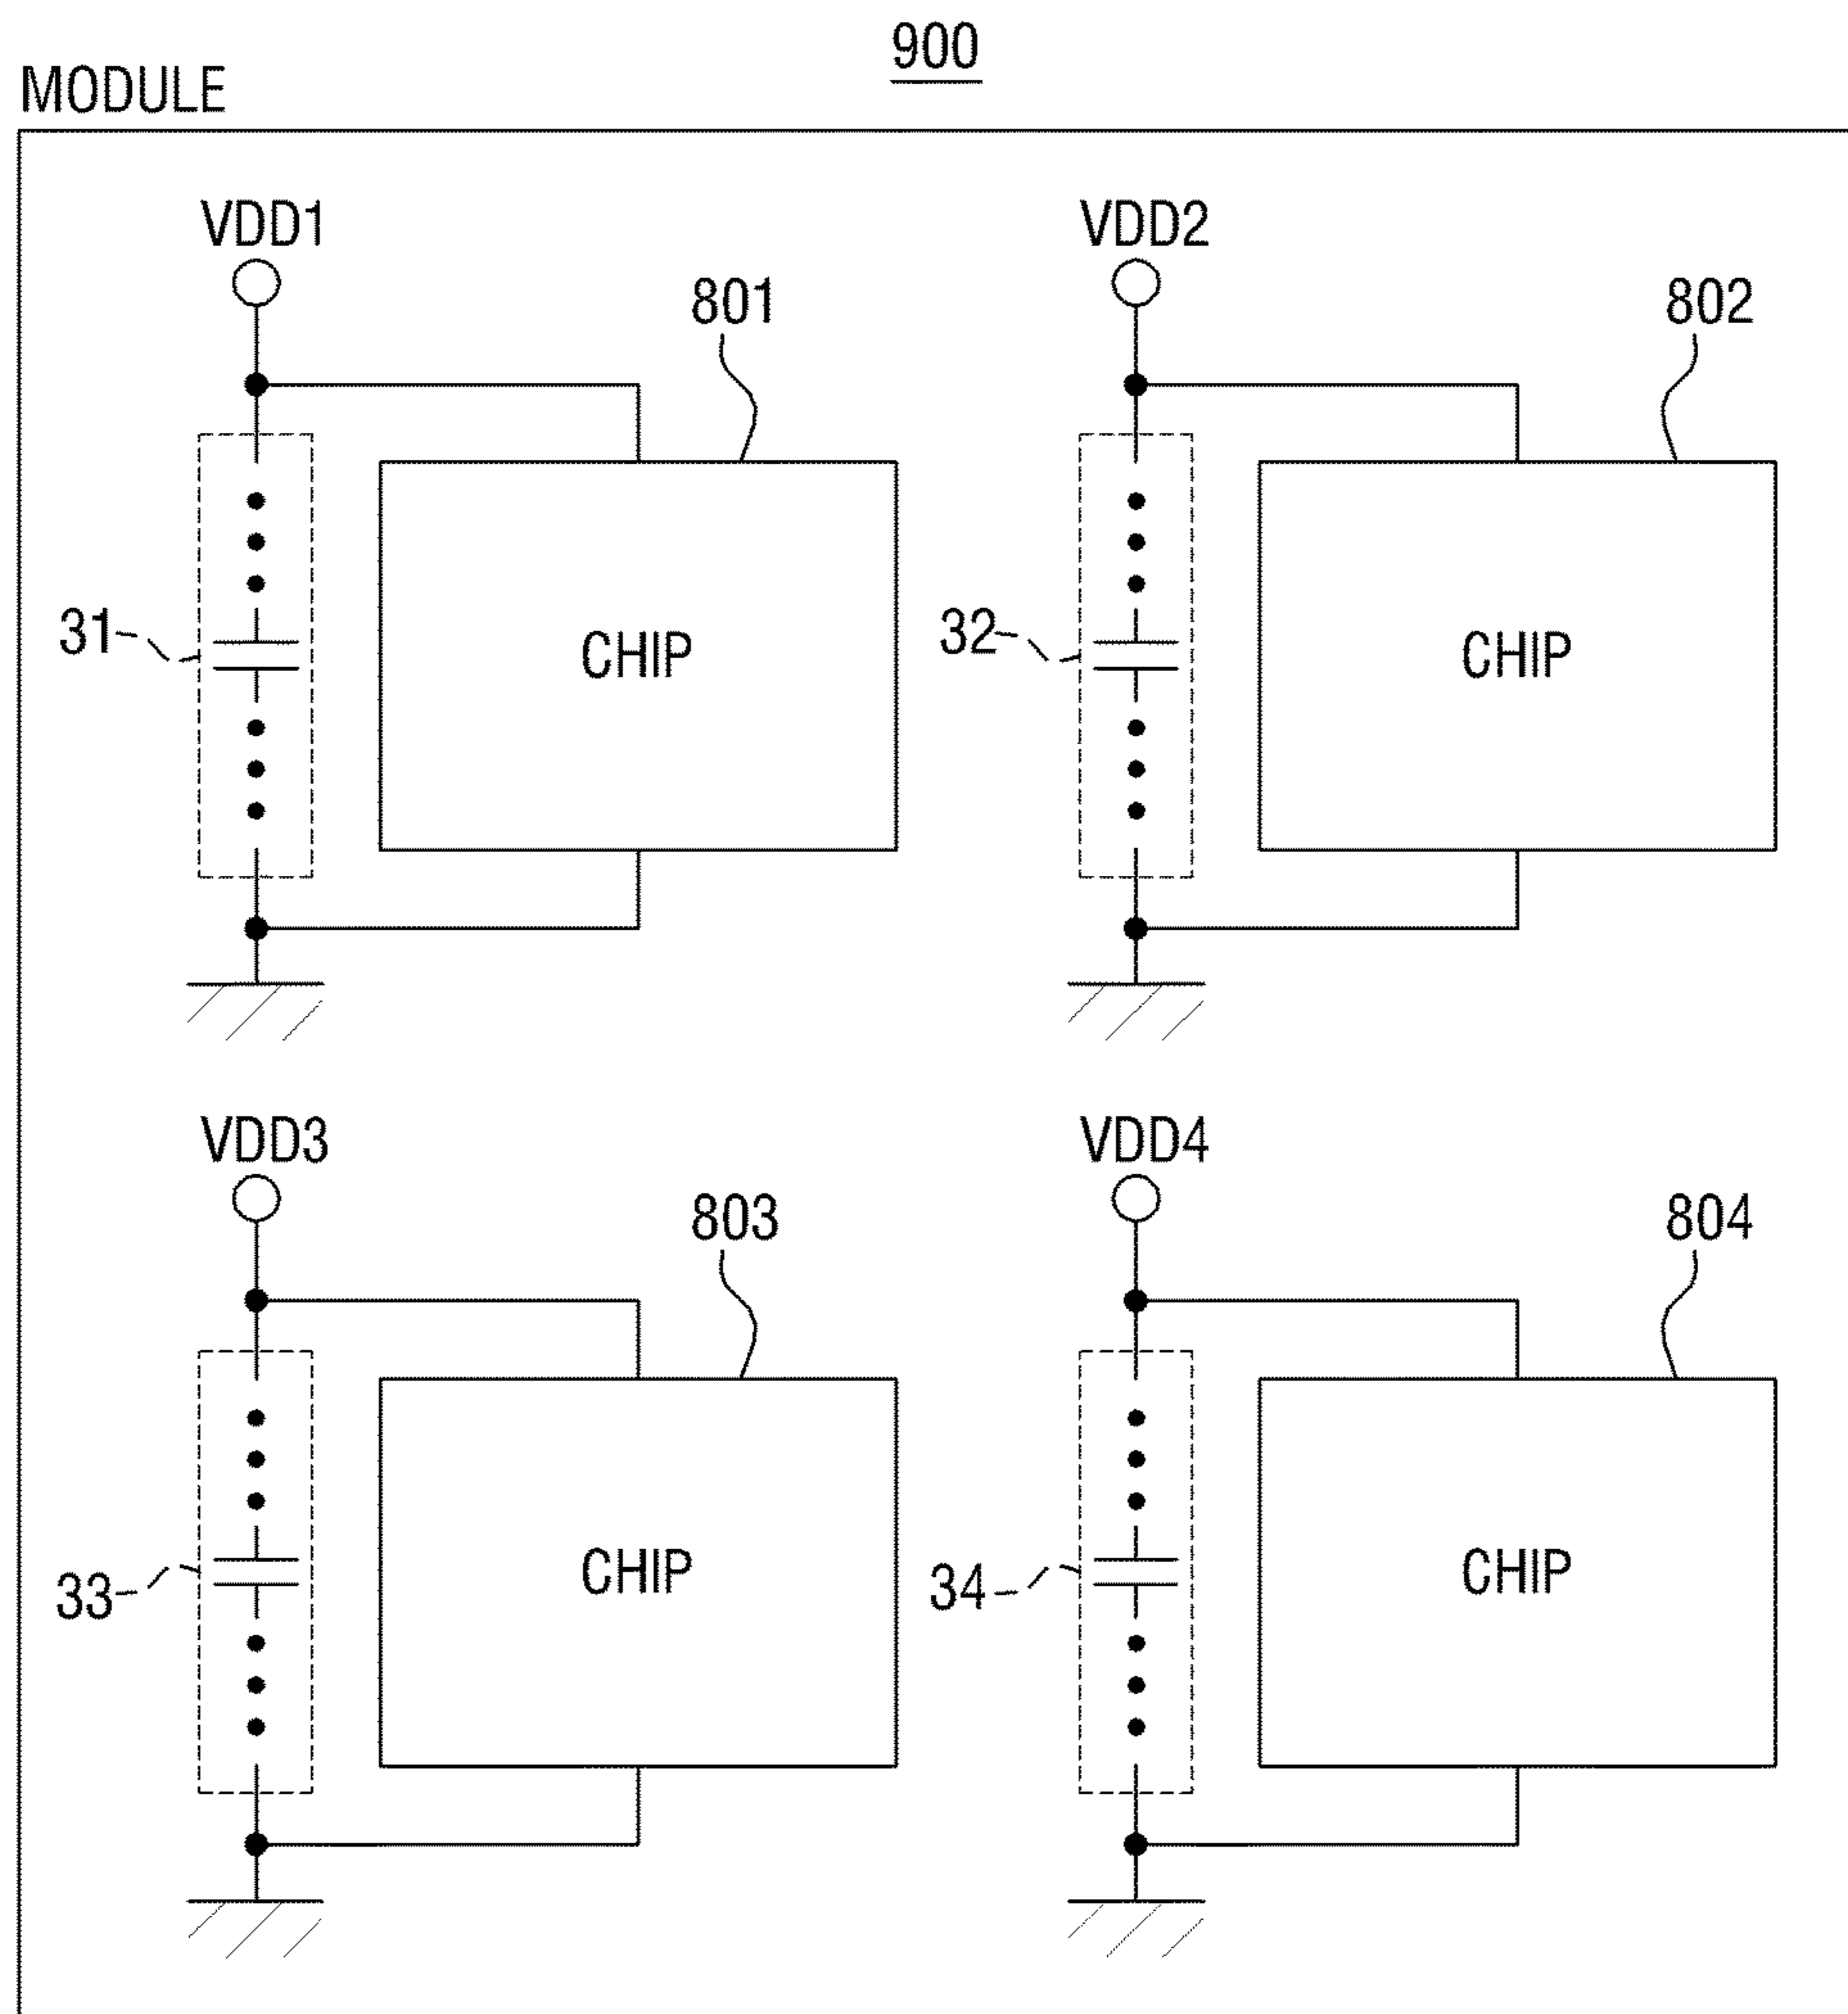 900
MODULE
VDD1
VDD2
801
802
31
CHIP
32
CHIP
VDD3
VDD4
803
804
33
CHIP
34
CHIP